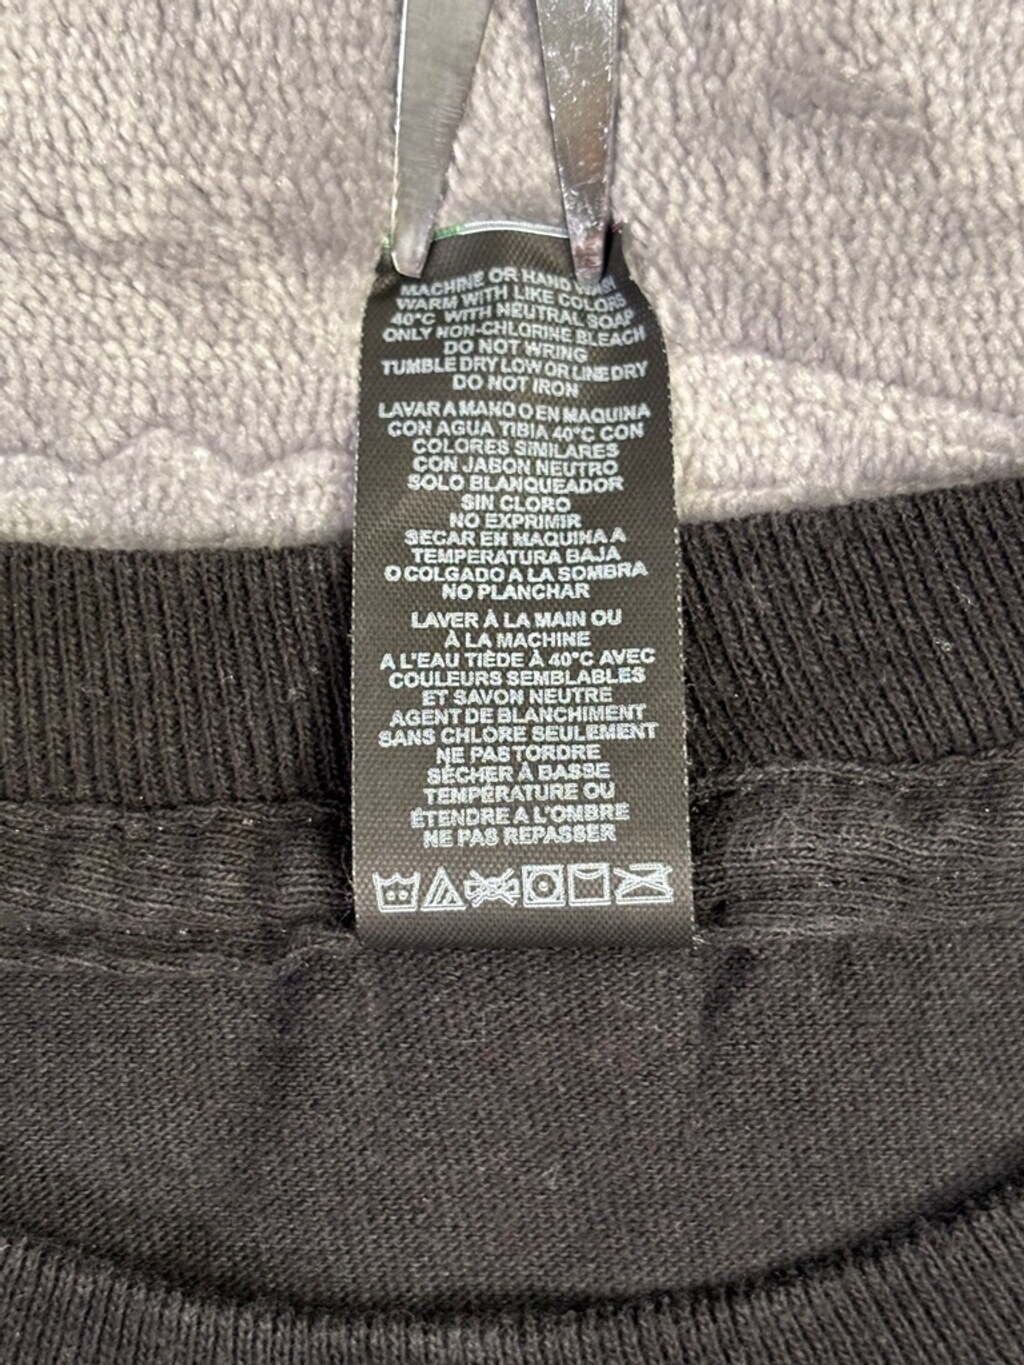 MACHINE OR HAND WASH
WARM WITH LIKE COLORS
40°C WITH NEUTRAL SOAP
ONLY NON-CHLORINE BLEACH
DO NOT WRING
TUMBLE DRY LOW OR LINE DRY
DO NOT IRON
LAVAR A MANO O EN MAQUINA
CON AGUA TIBIA 40°C CON
COLORES SIMILARES
CON JABON NEUTRO
SOLO BLANQUEADOR
SIN CLORO
NO EXPRIMIR
SECAR EN MAQUINA A
TEMPERATURA BAJA
O COLGADO A LA SOMBRA
NO PLANCHAR
LAVER À LA MAIN OU
À LA MACHINE
A L'EAU TIÈDE À 40°C AVEC
COULEURS SEMBLABLES
ET SAVON NEUTRE
AGENT DE BLANCHIMENT
SANS CHLORE SEULEMENT
NE PAS TORDRE
SÉCHER À BASSE
TEMPÉRATURE OU
ÉTENDRE A L'OMBRE
NE PAS REPASSER